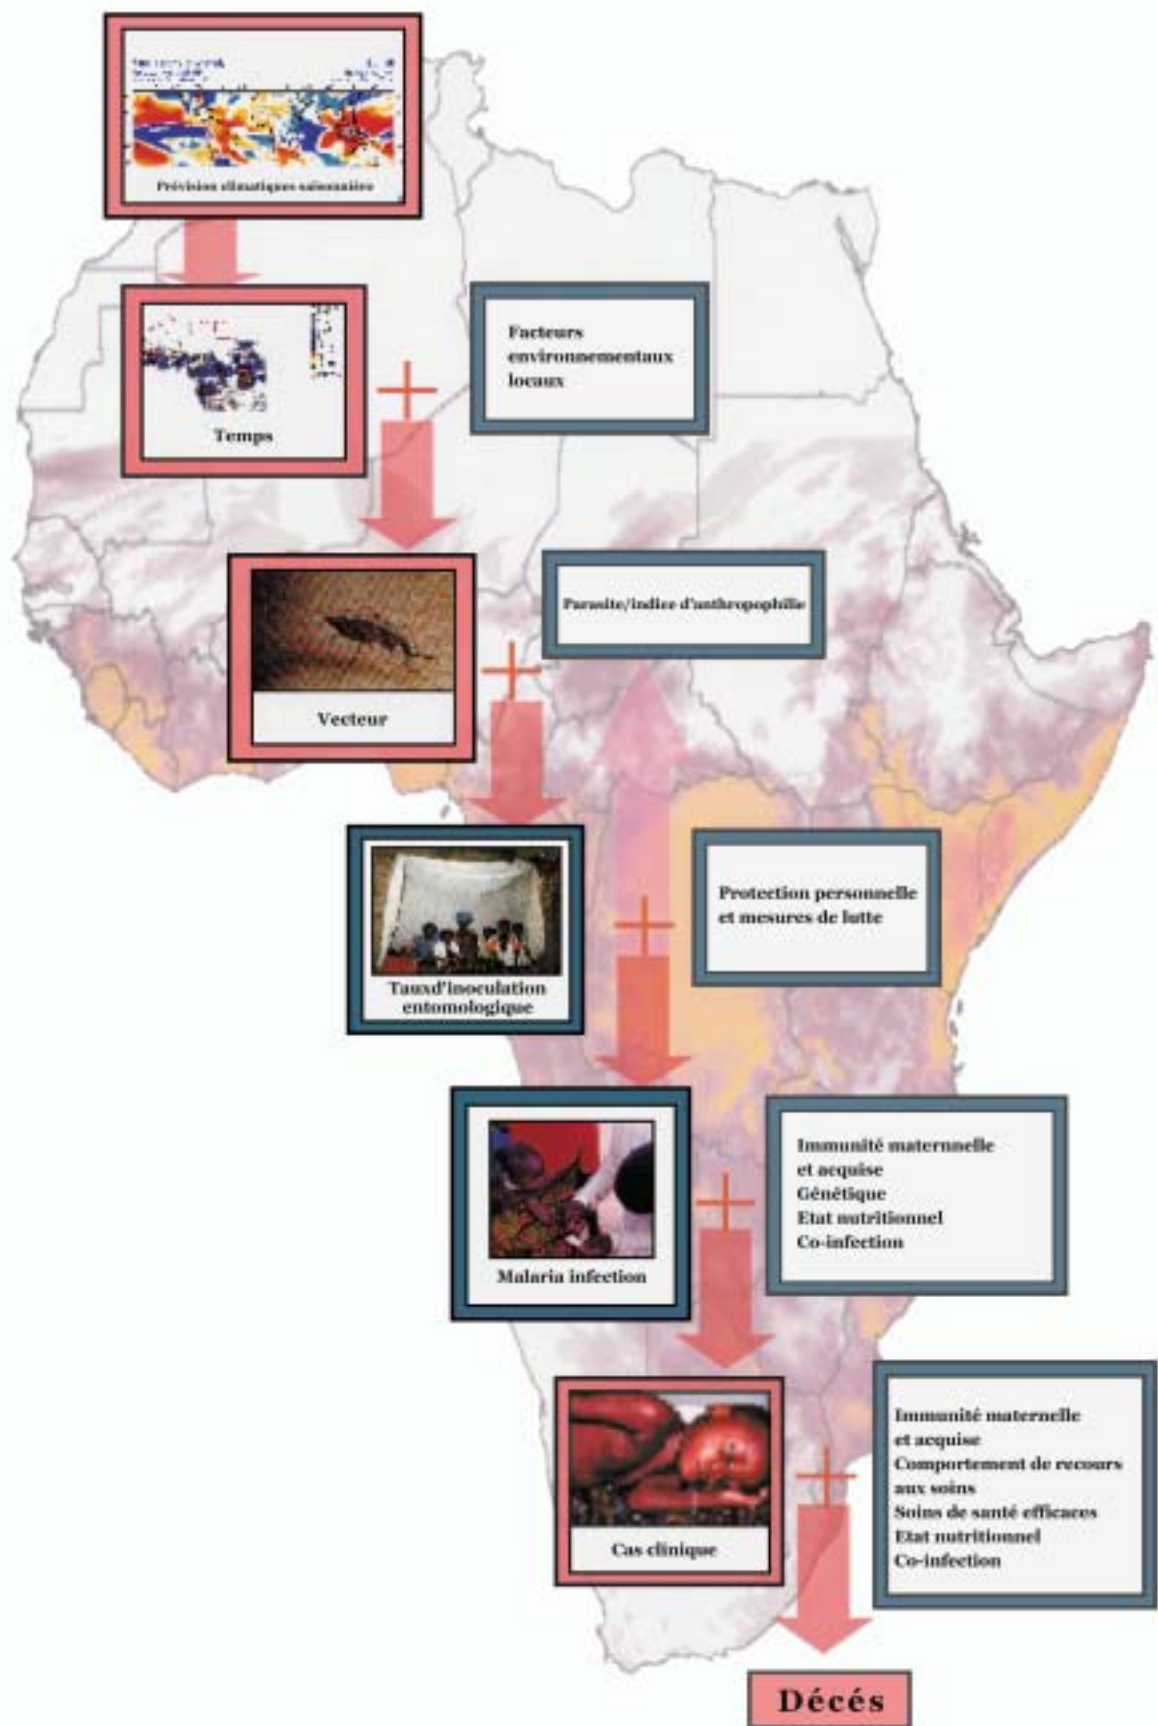 Prévision climatiques saisonnière
Temps
Facteurs
environnementaux
locaux
Vecteur
Parasite/indice d'anthropophilie
Tauxd'inoculation
entomologique
Protection personnelle
et mesures de lutte
Malaria infection
Immunité maternnelle
et acquise
Génétique
Etat nutritionnel
Co-infection
Cas clinique
Immunité maternelle
et acquise
Comportement de recours
aux soins
Soins de santé efficaces
Etat nutritionnel
Co-infection
Décés